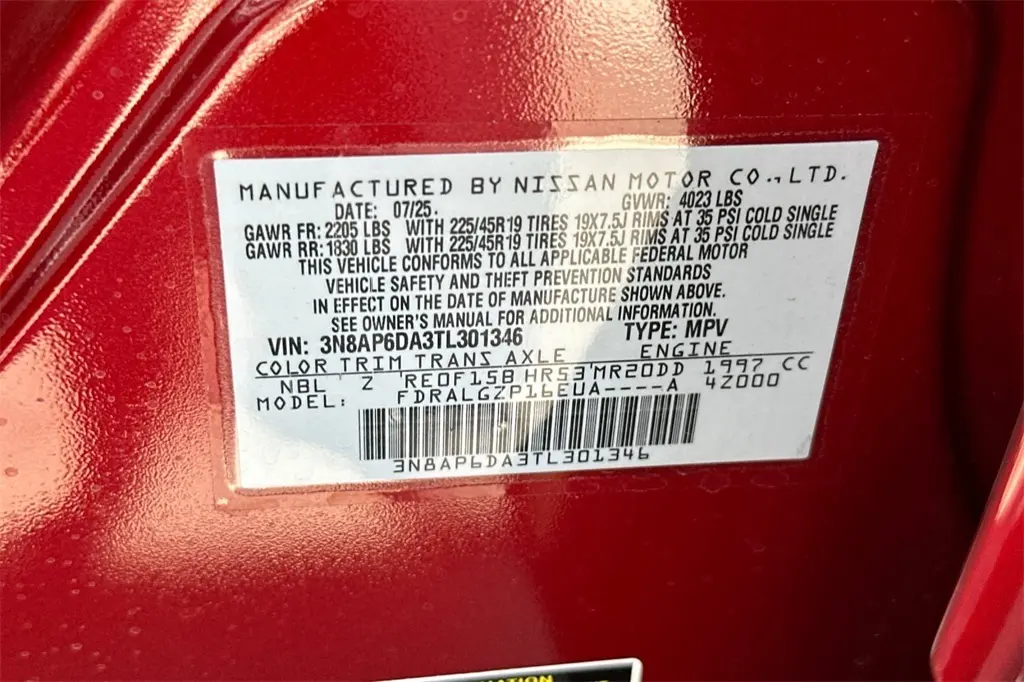 MANUFACTURED BY NISSAN MOTOR CO.,LTD.
DATE: 07/25. GVWR: 4023 LBS
GAWR FR: 2205 LBS WITH 225/45R19 TIRES 19X7.5J RIMS AT 35 PSI COLD SINGLE
GAWR RR: 1830 LBS WITH 225/45R19 TIRES 19X7.5J RIMS AT 35 PSI COLD SINGLE
THIS VEHICLE CONFORMS TO ALL APPLICABLE FEDERAL MOTOR
VEHICLE SAFETY AND THEFT PREVENTION STANDARDS
IN EFFECT ON THE DATE OF MANUFACTURE SHOWN ABOVE.
SEE OWNER'S MANUAL FOR ADDITIONAL INFORMATION.
VIN: 3N8AP6DA3TL301346 TYPE: MPV
COLOR TRIM TRANS AXLE ENGINE
NBL Z RE0F15B HR53 MR20DD 1997 CC
MODEL: FDRALGZP16EUA----A 4Z000
3N8AP6DA3TL301346